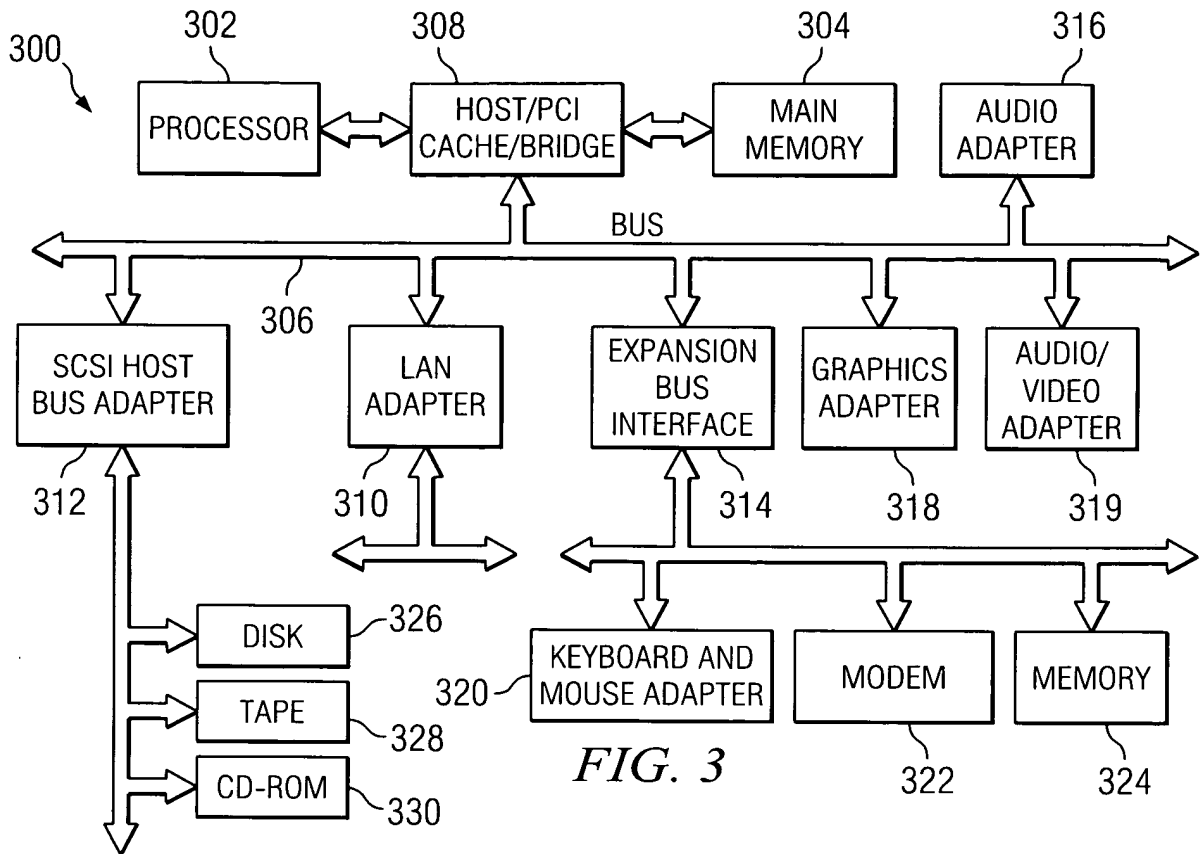 300
302
308
304
316
PROCESSOR
HOST/PCI
CACHE/BRIDGE
MAIN
MEMORY
AUDIO
ADAPTER
BUS
306
SCSI HOST
BUS ADAPTER
LAN
ADAPTER
EXPANSION
BUS
INTERFACE
GRAPHICS
ADAPTER
AUDIO/
VIDEO
ADAPTER
312
310
314
318
319
DISK
326
TAPE
328
CD-ROM
330
320
KEYBOARD AND
MOUSE ADAPTER
MODEM
MEMORY
322
324
FIG. 3